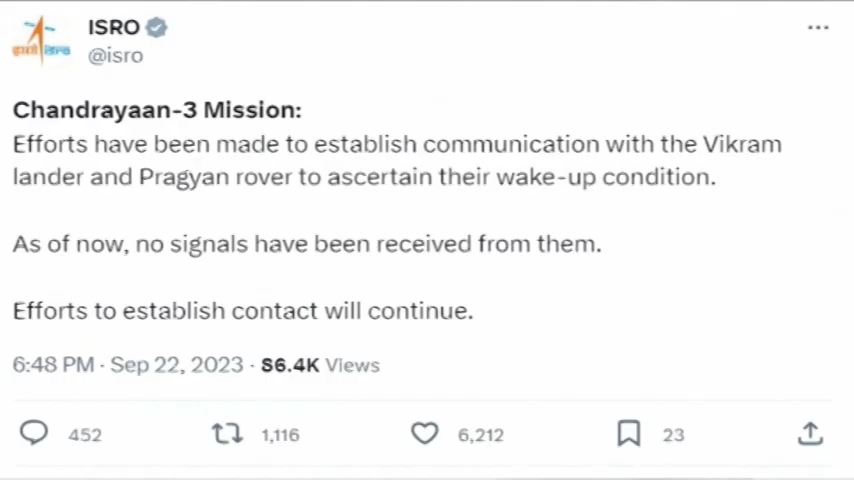 ISRO
@isro
Chandrayaan-3 Mission:
Efforts have been made to establish communication with the Vikram
lander and Pragyan rover to ascertain their wake-up condition.
As of now, no signals have been received from them.
Efforts to establish contact will continue.
6:48 PM · Sep 22, 2023 · 86.4K Views
452 1,116 6,212 23